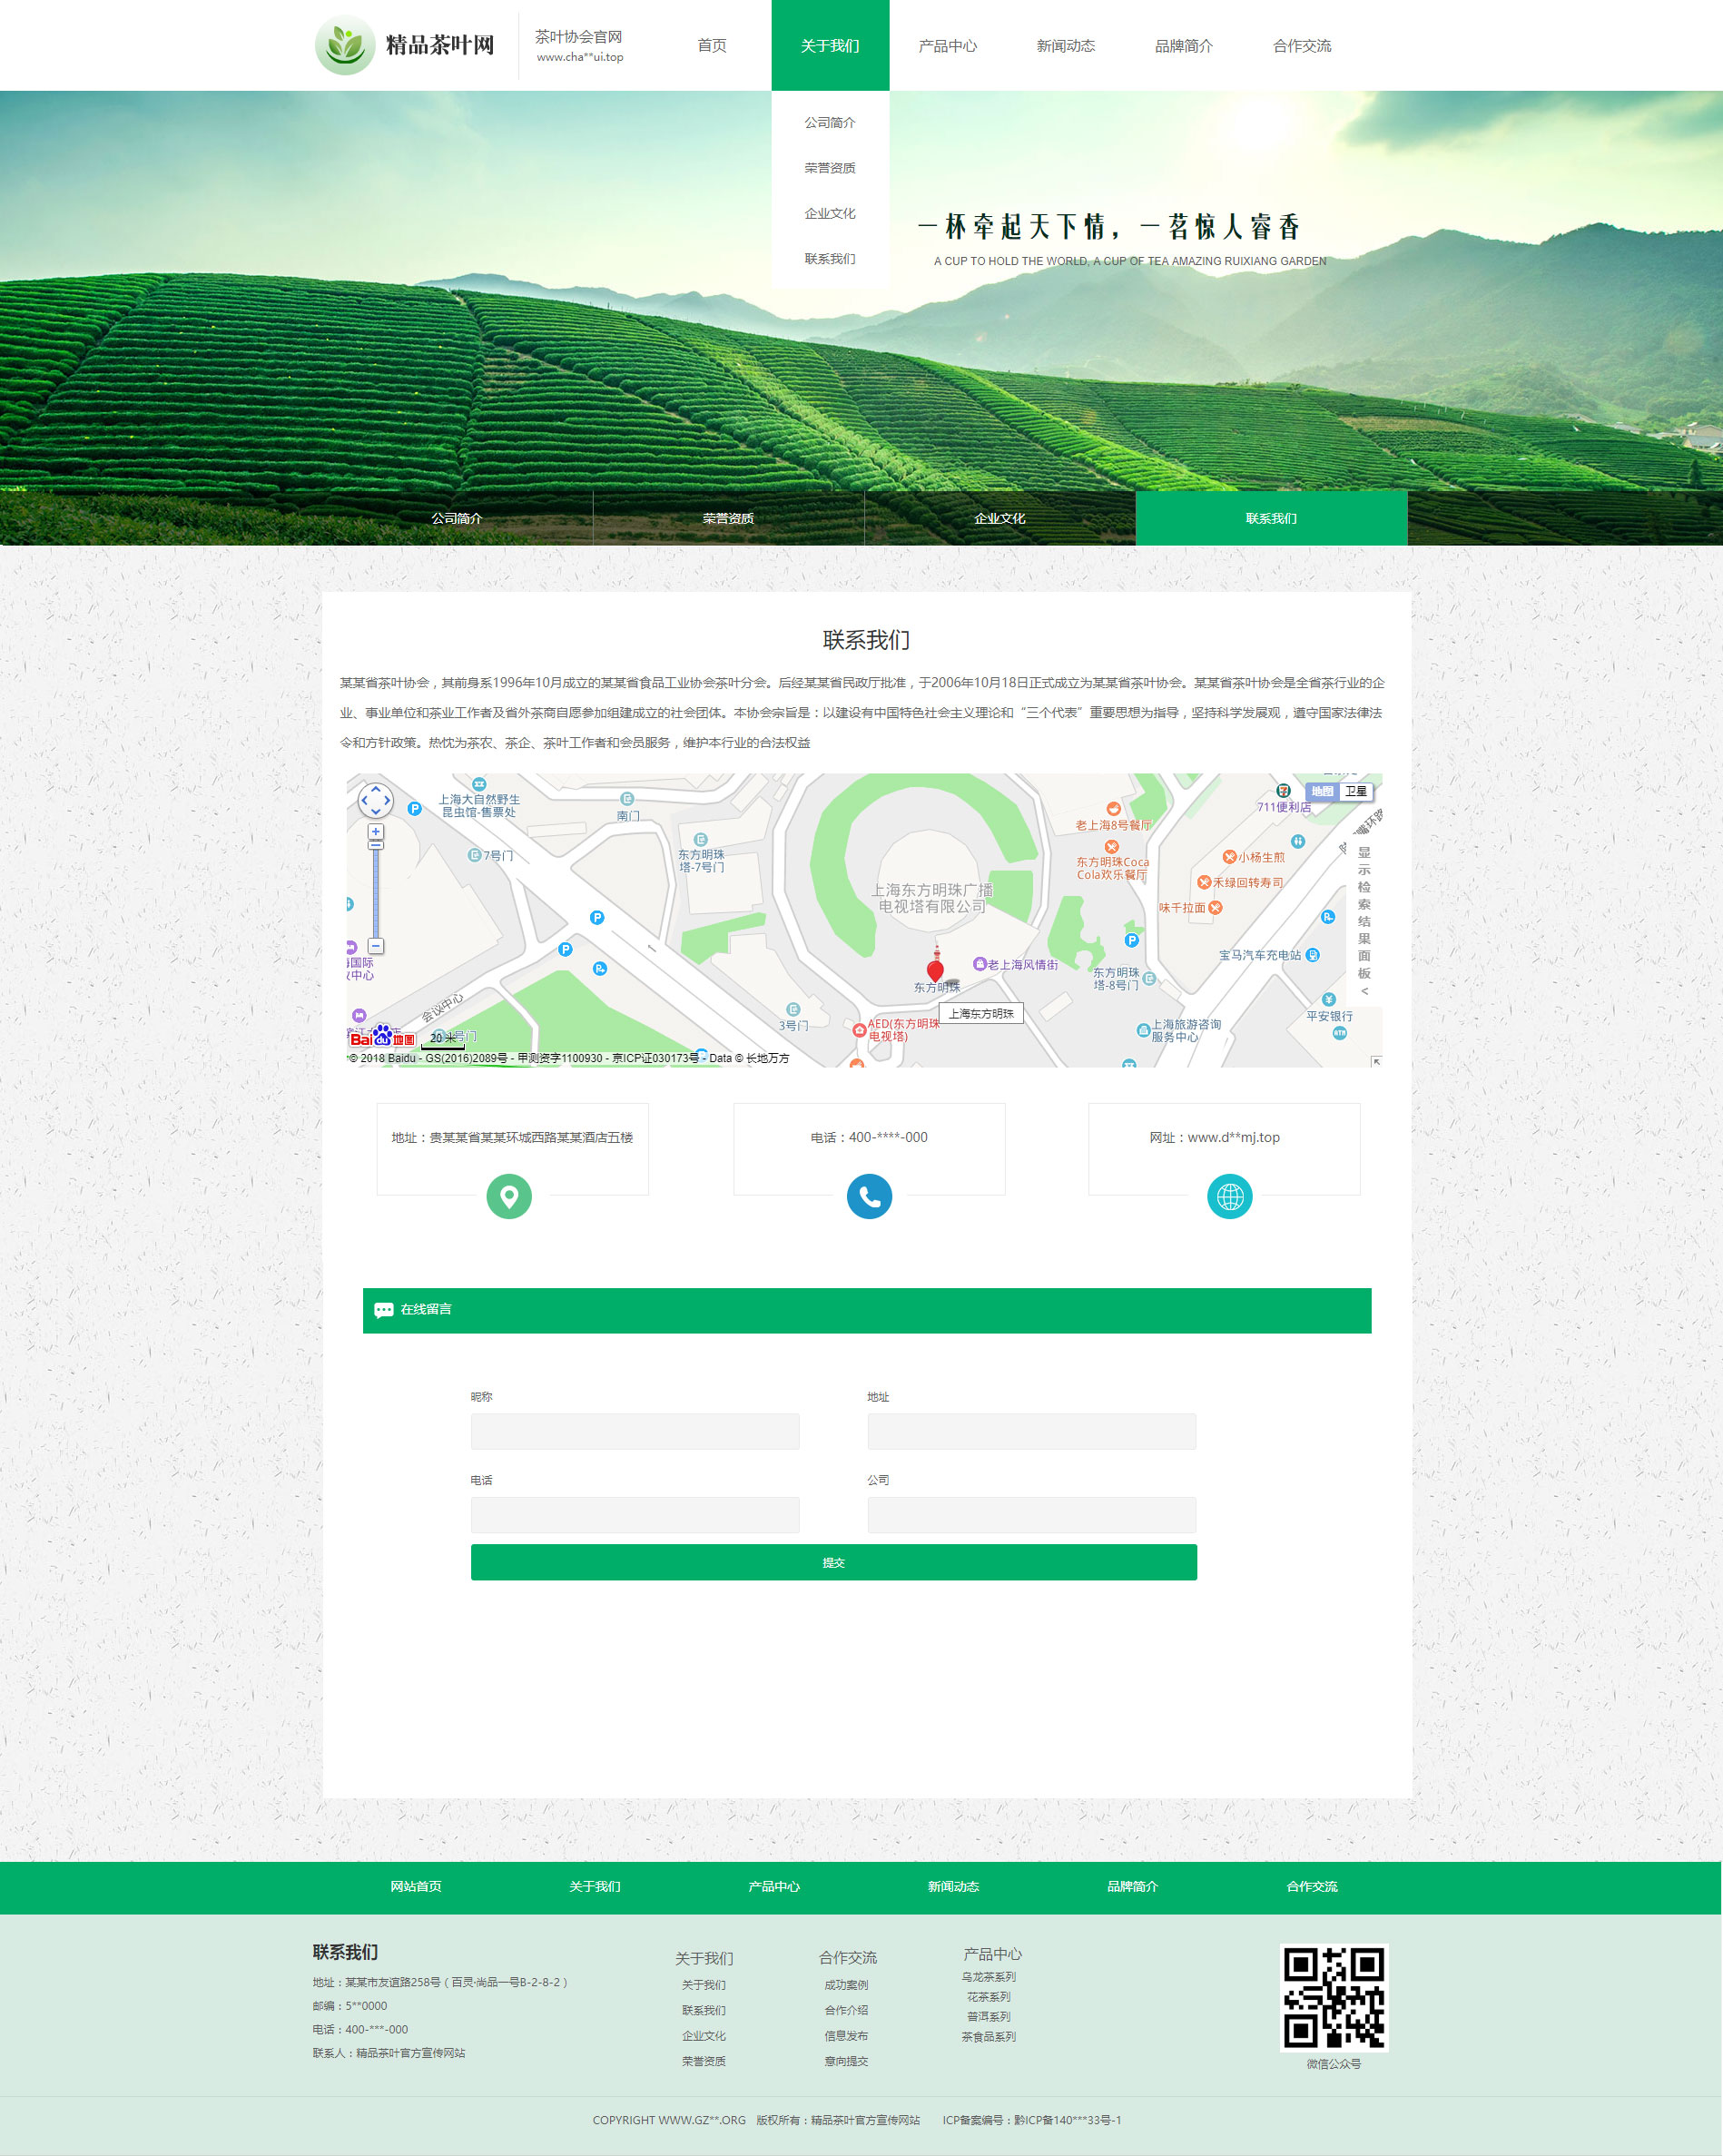 精品茶叶网
茶叶协会官网
www.cha**ui.top
首页
关于我们
产品中心
新闻动态
品牌简介
合作交流
公司简介
荣誉资质
企业文化
联系我们
一杯牵起天下情，一茗惊人睿香
A CUP TO HOLD THE WORLD, A CUP OF TEA AMAZING RUIXIANG GARDEN
公司简介
荣誉资质
企业文化
联系我们
联系我们
某某省茶叶协会，其前身系1996年10月成立的某某省食品工业协会茶叶分会。后经某某省民政厅批准，于2006年10月18日正式成立为某某省茶叶协会。某某省茶叶协会是全省茶行业的企
业、事业单位和茶业工作者及省外茶商自愿参加组建成立的社会团体。本协会宗旨是：以建设有中国特色社会主义理论和“三个代表”重要思想为指导，坚持科学发展观，遵守国家法律法
令和方针政策。热忱为茶农、茶企、茶叶工作者和会员服务，维护本行业的合法权益
上海大自然野生
昆虫馆-售票处
南门
7号门
东方明珠
塔-7号门
上海东方明珠广播
电视塔有限公司
老上海8号餐厅
东方明珠Coca
Cola欢乐餐厅
711便利店
地图
卫星
小杨生煎
禾绿回转寿司
味千拉面
显示检索结果面板
<
宝马汽车充电站
老上海风情街
东方明珠
东方明珠
塔-8号门
上海东方明珠
国际
中心
会议中心
1号门
3号门
AED(东方明珠
电视塔)
上海旅游咨询
服务中心
平安银行
Bai 地图
20 米
© 2018 Baidu - GS(2016)2089号 - 甲测资字1100930 - 京ICP证030173号 - Data © 长地万方
地址：贵某某省某某环城西路某某酒店五楼
电话：400-****-000
网址：www.d**mj.top
在线留言
昵称
地址
电话
公司
提交
网站首页
关于我们
产品中心
新闻动态
品牌简介
合作交流
联系我们
地址：某某市友谊路258号（百灵·尚品一号B-2-8-2）
邮编：5**0000
电话：400-***-000
联系人：精品茶叶官方宣传网站
关于我们
关于我们
联系我们
企业文化
荣誉资质
合作交流
成功案例
合作介绍
信息发布
意向提交
产品中心
乌龙茶系列
花茶系列
普洱系列
茶食品系列
微信公众号
COPYRIGHT WWW.GZ**.ORG 版权所有：精品茶叶官方宣传网站 ICP备案编号：黔ICP备140***33号-1